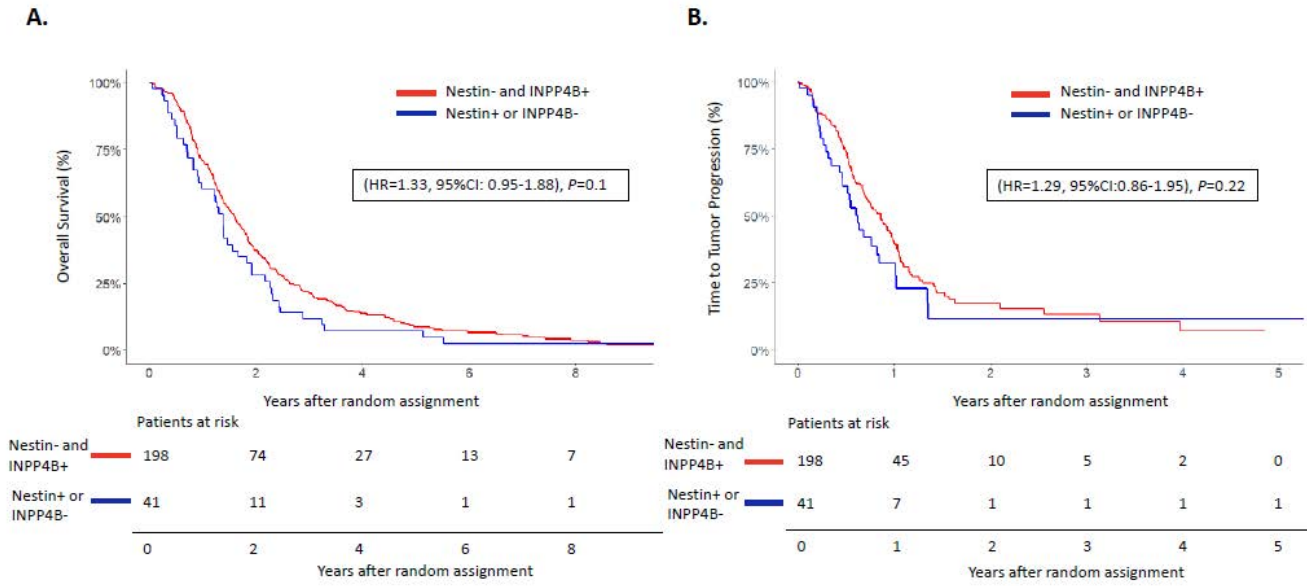 A.
Overall Survival (%)
100%
75%
50%
25%
0%
Nestin- and INPP4B+
Nestin+ or INPP4B-
(HR=1.33, 95%CI: 0.95-1.88), P=0.1
0 2 4 6 8
Years after random assignment
Patients at risk
Nestin- and
INPP4B+
198 74 27 13 7
Nestin+ or
INPP4B-
41 11 3 1 1
0 2 4 6 8
Years after random assignment
B.
Time to Tumor Progression (%)
100%
75%
50%
25%
0%
Nestin- and INPP4B+
Nestin+ or INPP4B-
(HR=1.29, 95%CI:0.86-1.95), P=0.22
0 1 2 3 4 5
Years after random assignment
Patients at risk
Nestin- and
INPP4B+
198 45 10 5 2 0
Nestin+ or
INPP4B-
41 7 1 1 1 1
0 1 2 3 4 5
Years after random assignment